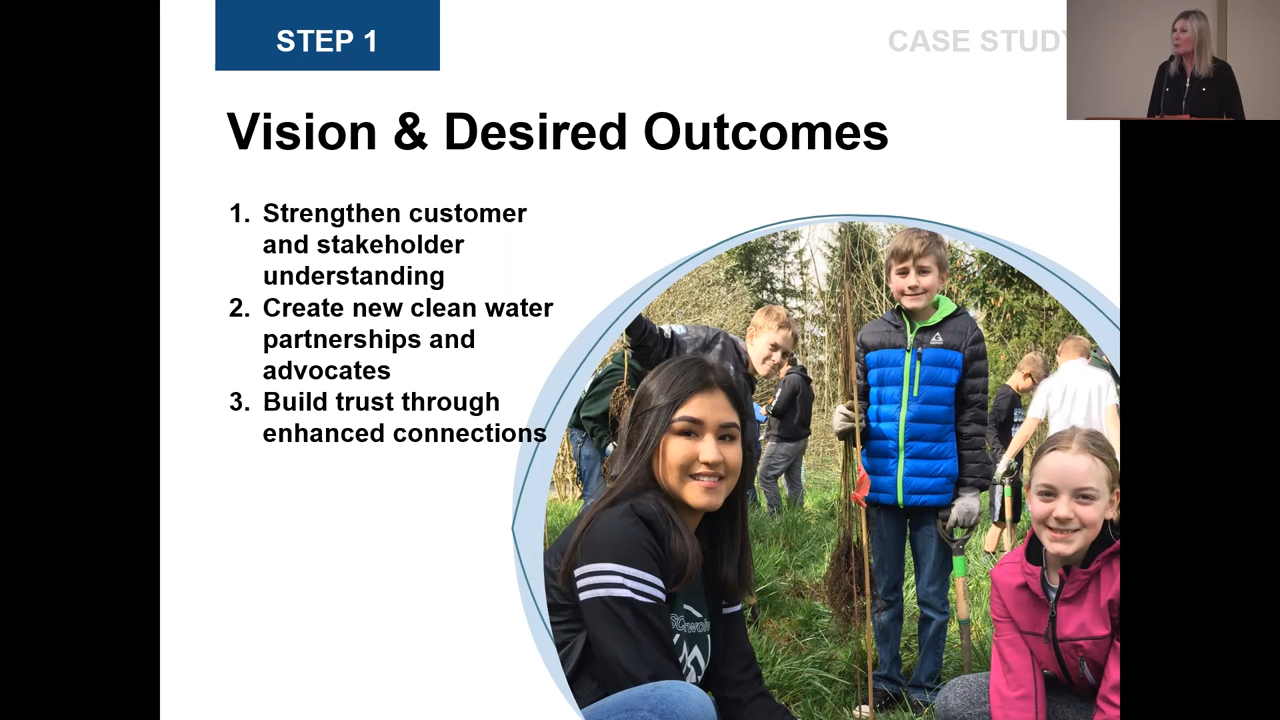 STEP 1
CASE STUDY
Vision & Desired Outcomes
1. Strengthen customer
and stakeholder
understanding
2. Create new clean water
partnerships and
advocates
3. Build trust through
enhanced connections